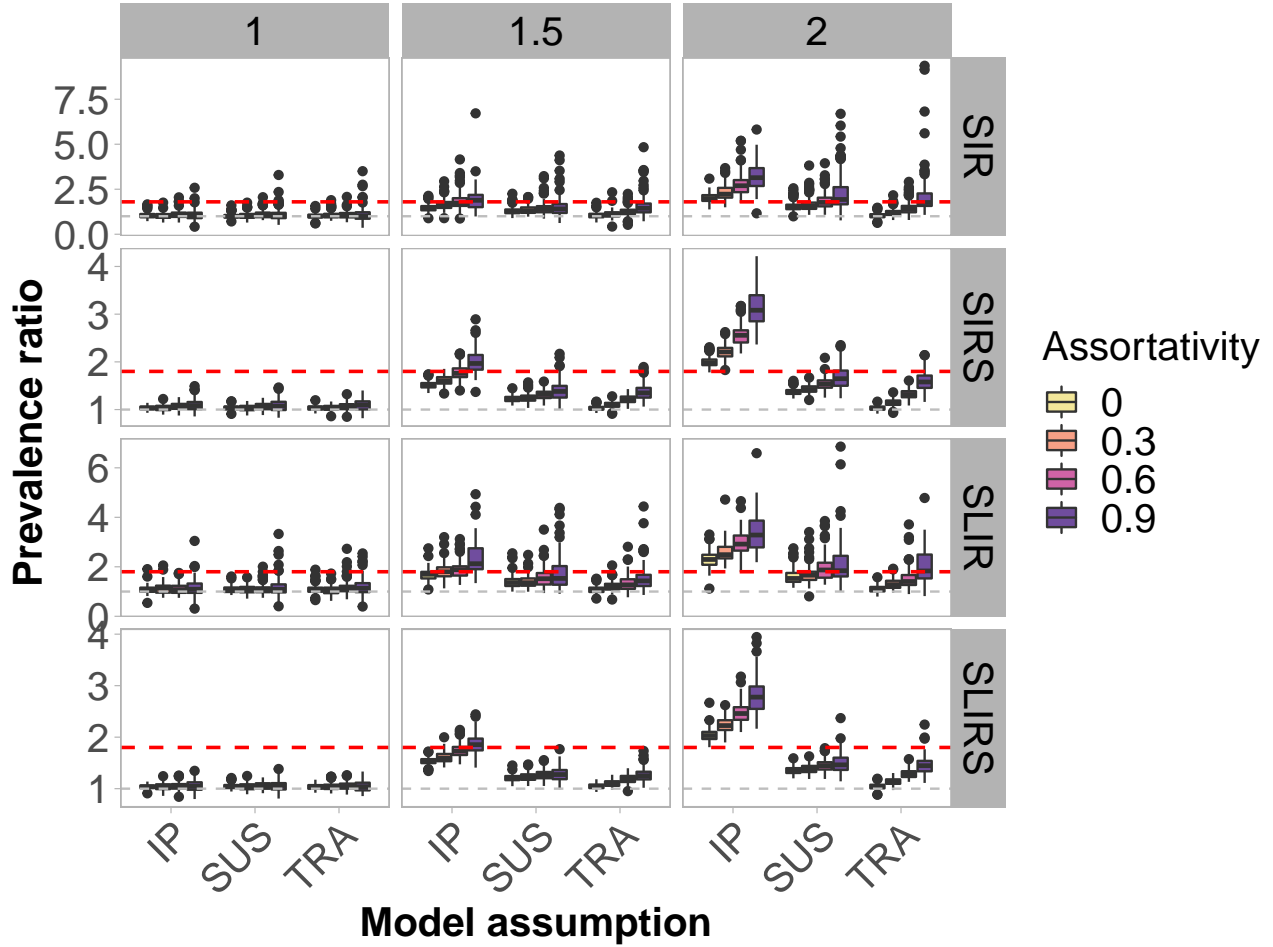 1 1.5 2
7.5
5.0
2.5
0.0
SIR
4
3
2
1
SIRS
6
4
2
0
SLIR
4
3
2
1
SLIRS
IP SUS TRA IP SUS TRA IP SUS TRA
Prevalence ratio
Model assumption
Assortativity
0
0.3
0.6
0.9